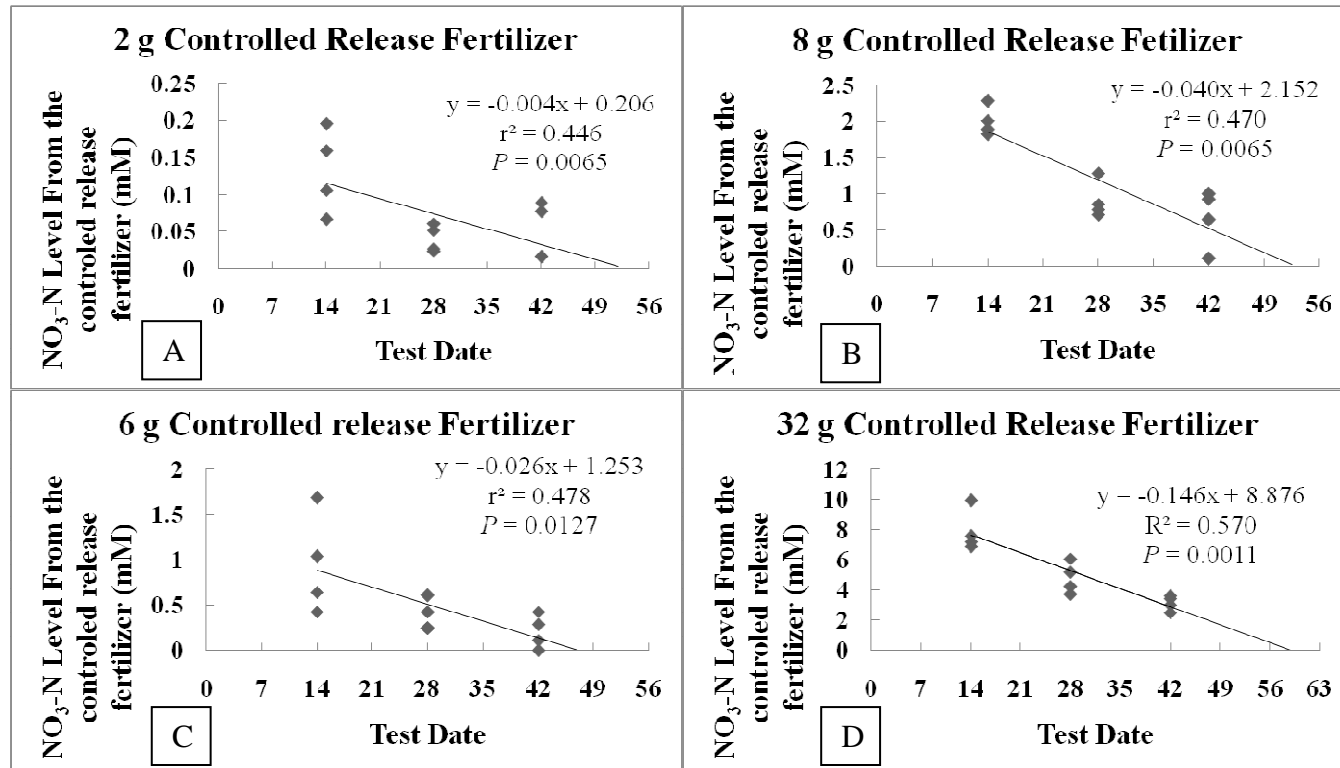 2 g Controlled Release Fertilizer
NO₃-N Level From the
controled release
fertilizer (mM)
0.25
0.2
0.15
0.1
0.05
0
y = -0.004x + 0.206
r² = 0.446
P = 0.0065
0 7 14 21 28 35 42 49 56
Test Date
A
8 g Controlled Release Fetilizer
NO₃-N Level From the
controled release
fertilizer (mM)
2.5
2
1.5
1
0.5
0
y = -0.040x + 2.152
r² = 0.470
P = 0.0065
0 7 14 21 28 35 42 49 56
Test Date
B
6 g Controlled release Fertilizer
NO₃-N Level From the
controled release
fertilizer (mM)
2
1.5
1
0.5
0
y = -0.026x + 1.253
r² = 0.478
P = 0.0127
0 7 14 21 28 35 42 49 56
Test Date
C
32 g Controlled Release Fertilizer
NO₃-N Level From the
controled release
fertilizer (mM)
12
10
8
6
4
2
0
y = -0.146x + 8.876
R² = 0.570
P = 0.0011
0 7 14 21 28 35 42 49 56 63
Test Date
D